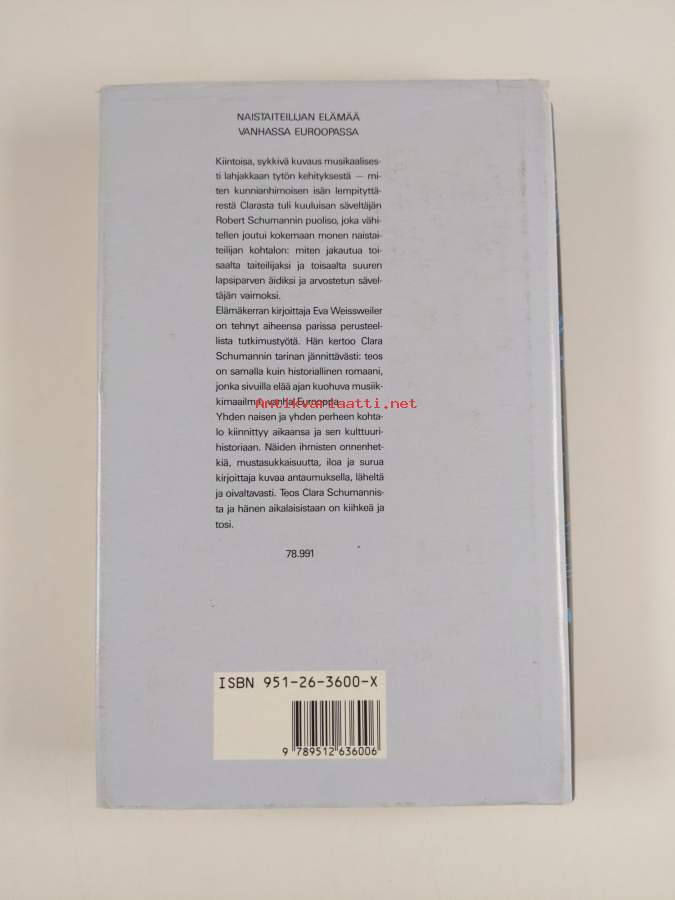 NAISTAITEILIJAN ELÄMÄÄ
VANHASSA EUROOPASSA
Kiintoisa, sykkivä kuvaus musikaalises-
ti lahjakkaan tytön kehityksestä — mi-
ten kunnianhimoisen isän lempityttä-
restä Clarasta tuli kuuluisan säveltäjän
Robert Schumannin puoliso, joka vähi-
tellen joutui kokemaan monen naistai-
teilijan kohtalon: miten jakautua toi-
saalta taiteilijaksi ja toisaalta suuren
lapsiparven äidiksi ja arvostetun sävel-
täjän vaimoksi.
Elämäkerran kirjoittaja Eva Weissweiler
on tehnyt aiheensa parissa perusteel-
lista tutkimustyötä. Hän kertoo Clara
Schumannin tarinan jännittävästi: teos
on samalla kuin historiallinen romaani,
jonka sivuilla elää ajan kuohuva musiik-
kimaailma, vanha Eurooppa.
Antikvariaatti.net
Yhden naisen ja yhden perheen kohta-
lo kiinnittyy aikaansa ja sen kulttuuri-
historiaan. Näiden ihmisten onnenhet-
kiä, mustasukkaisuutta, iloa ja surua
kirjoittaja kuvaa antaumuksella, läheltä
ja oivaltavasti. Teos Clara Schumannis-
ta ja hänen aikalaisistaan on kiihkeä ja
tosi.
78.991
ISBN 951-26-3600-X
9 789512 636006